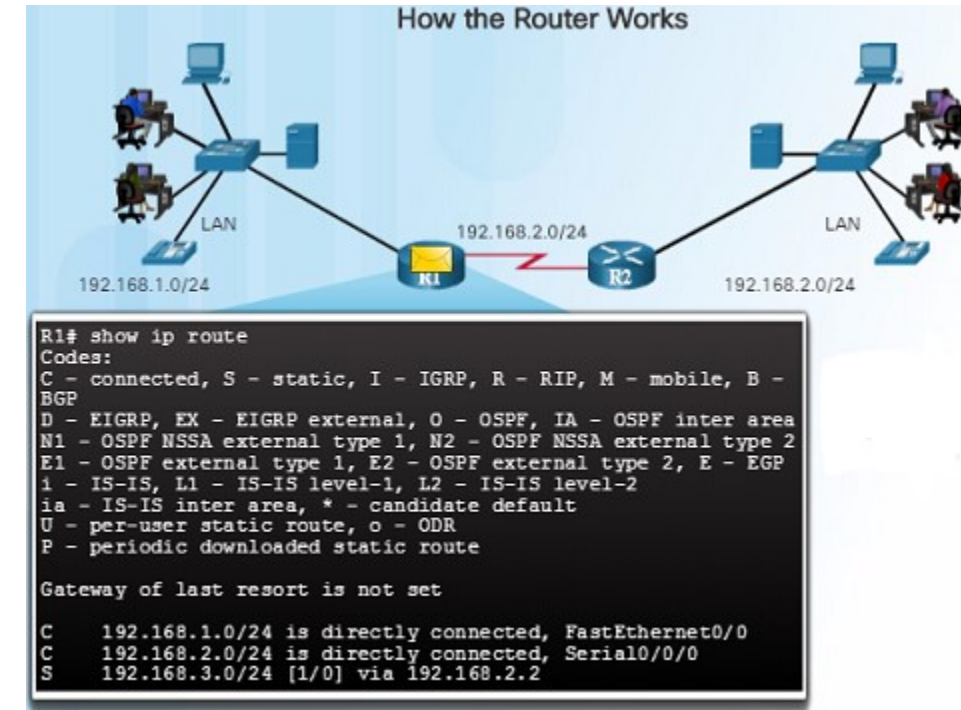 How the Router Works
LAN
192.168.2.0/24
LAN
192.168.1.0/24
R1
R2
192.168.2.0/24
R1# show ip route
Codes:
C - connected, S - static, I - IGRP, R - RIP, M - mobile, B -
BGP
D - EIGRP, EX - EIGRP external, O - OSPF, IA - OSPF inter area
N1 - OSPF NSSA external type 1, N2 - OSPF NSSA external type 2
E1 - OSPF external type 1, E2 - OSPF external type 2, E - EGP
i - IS-IS, L1 - IS-IS level-1, L2 - IS-IS level-2
ia - IS-IS inter area, * - candidate default
U - per-user static route, o - ODR
P - periodic downloaded static route
Gateway of last resort is not set
C 192.168.1.0/24 is directly connected, FastEthernet0/0
C 192.168.2.0/24 is directly connected, Serial0/0/0
S 192.168.3.0/24 [1/0] via 192.168.2.2